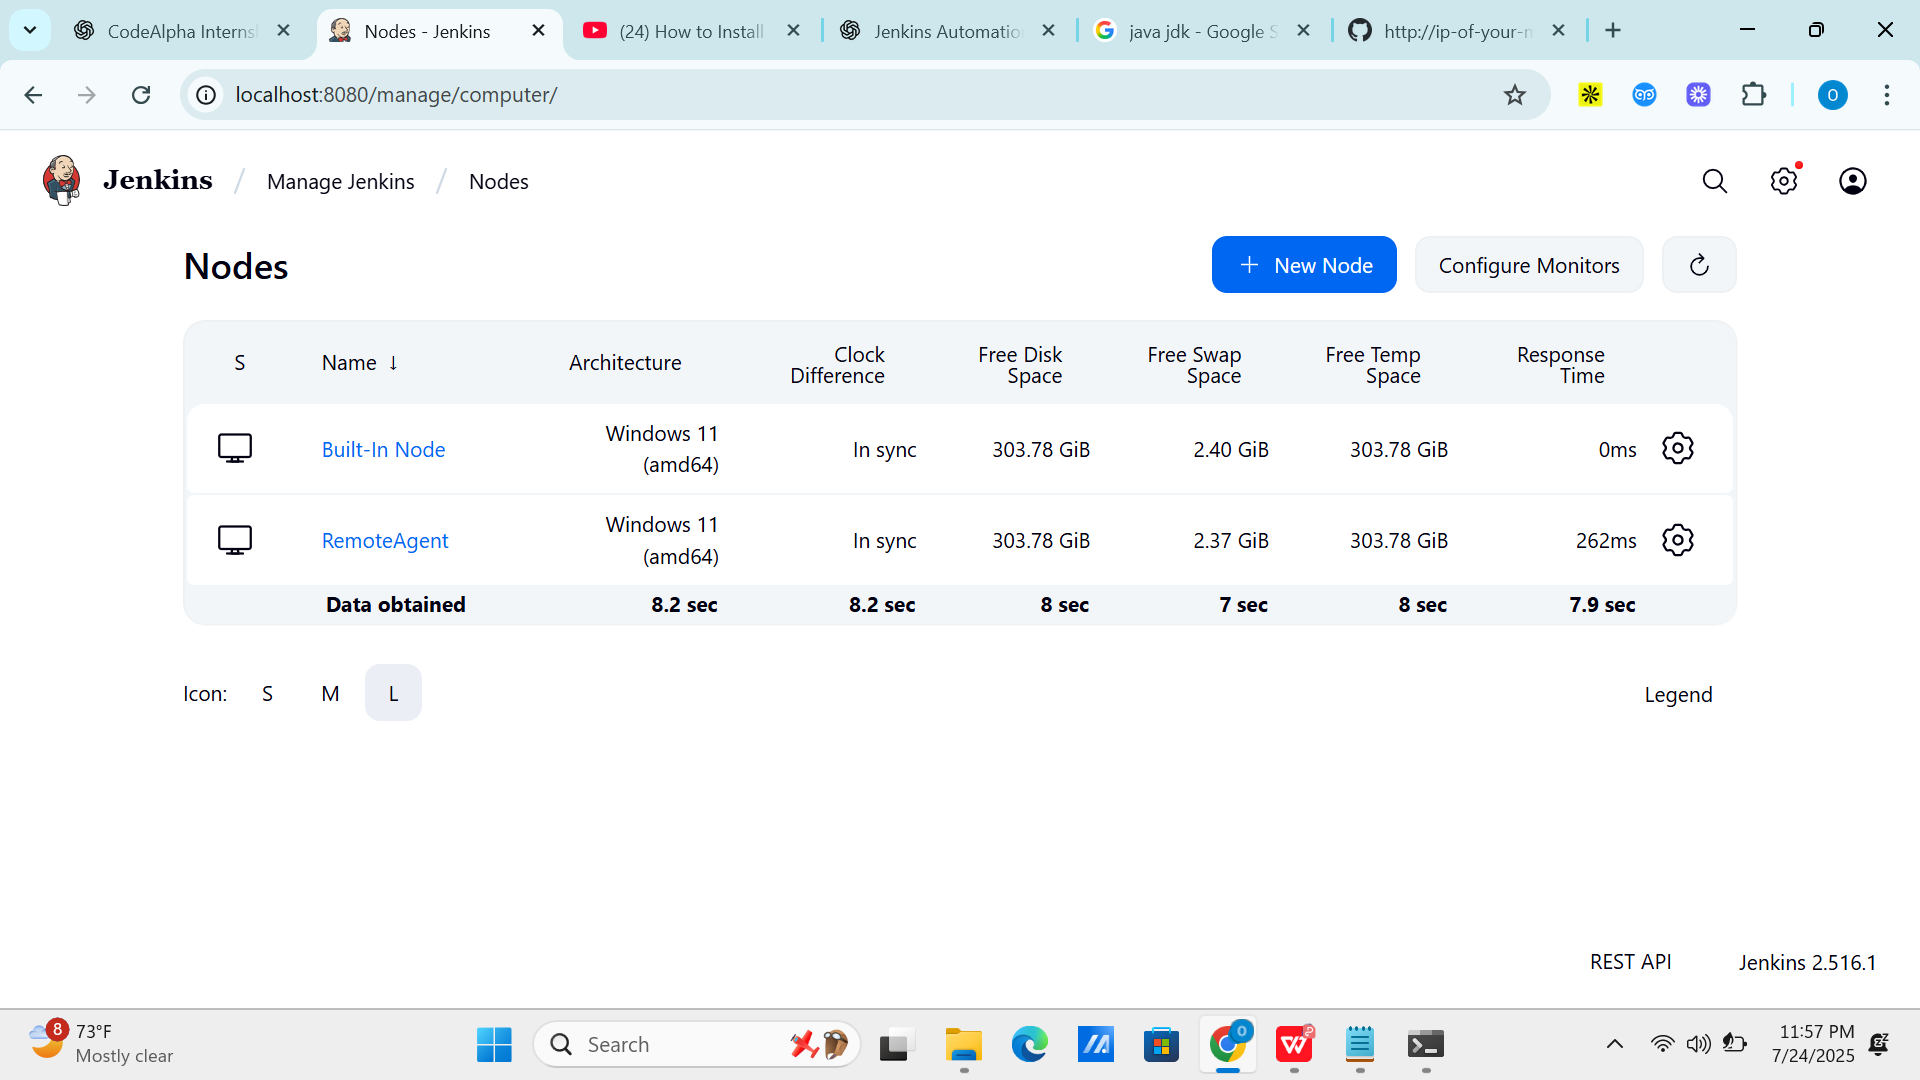 CodeAlpha Interns
Nodes - Jenkins
(24) How to Install
Jenkins Automatio
java jdk - Google S
http://ip-of-your-m
localhost:8080/manage/computer/
O
Jenkins / Manage Jenkins / Nodes
Nodes
+ New Node
Configure Monitors
S Name ↓ Architecture Clock Difference Free Disk Space Free Swap Space Free Temp Space Response Time
Built-In Node Windows 11 (amd64) In sync 303.78 GiB 2.40 GiB 303.78 GiB 0ms
RemoteAgent Windows 11 (amd64) In sync 303.78 GiB 2.37 GiB 303.78 GiB 262ms
Data obtained 8.2 sec 8.2 sec 8 sec 7 sec 8 sec 7.9 sec
Icon: S M L
Legend
REST API Jenkins 2.516.1
8
73°F
Mostly clear
Search
11:57 PM
7/24/2025